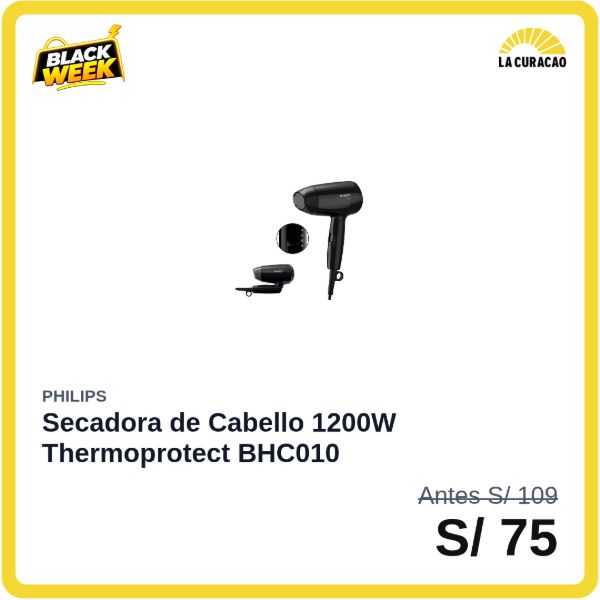 BLACK
WEEK
LA CURACAO
PHILIPS
Secadora de Cabello 1200W
Thermoprotect BHC010
Antes S/ 109
S/ 75